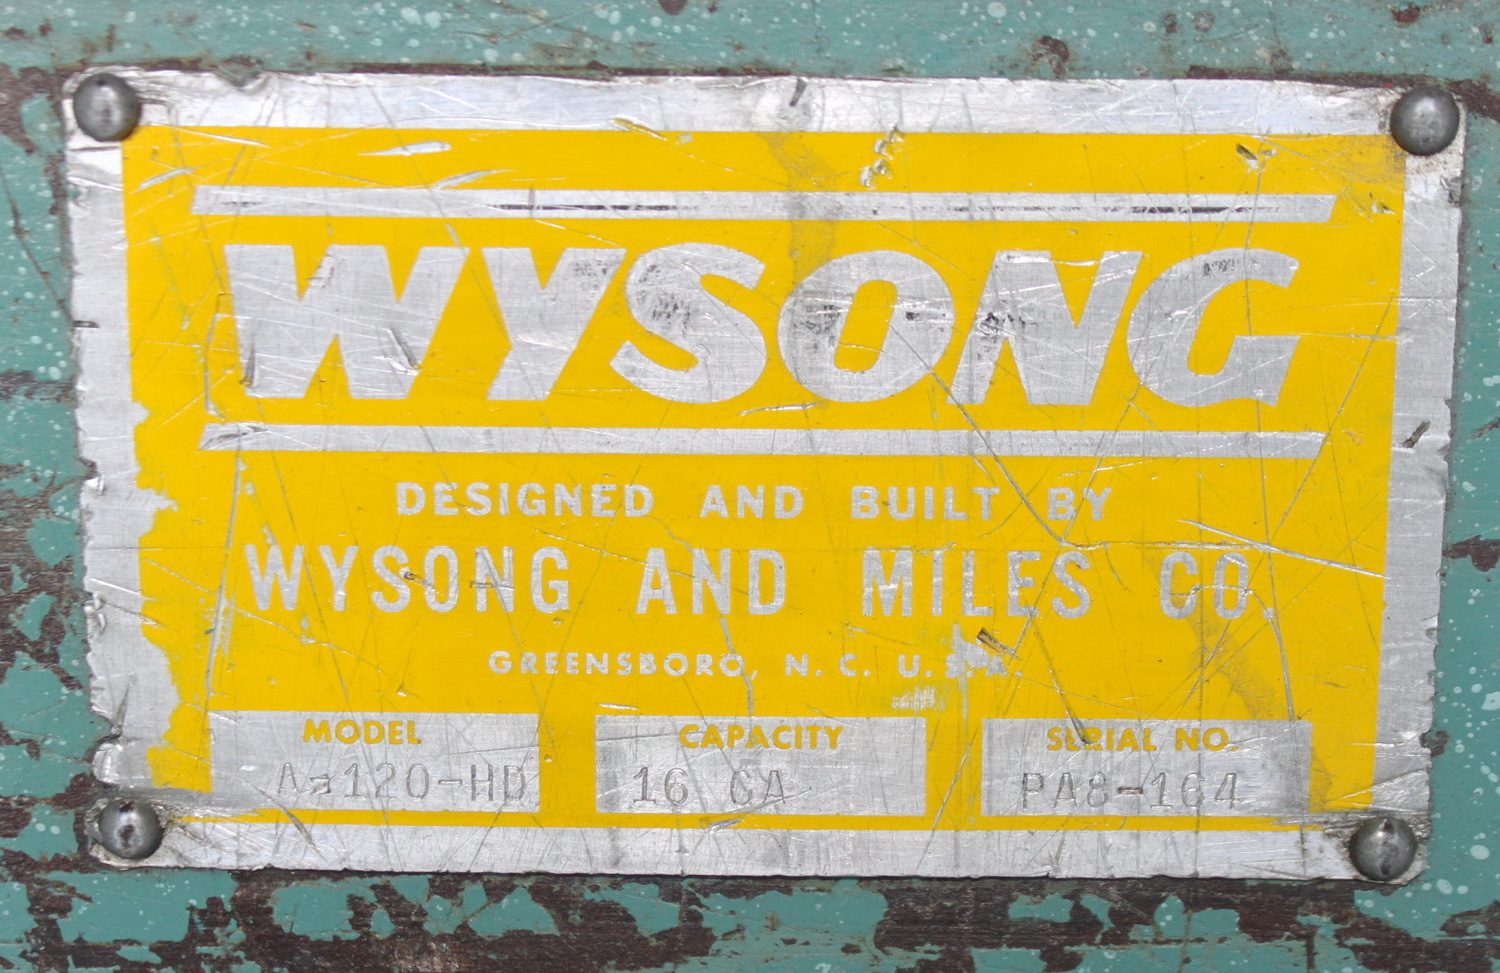 WYSONG
DESIGNED AND BUILT BY
WYSONG AND MILES CO.
GREENSBORO, N. C. U.S.A.
MODEL CAPACITY SERIAL NO.
A-120-HD 16 GA PA8-164